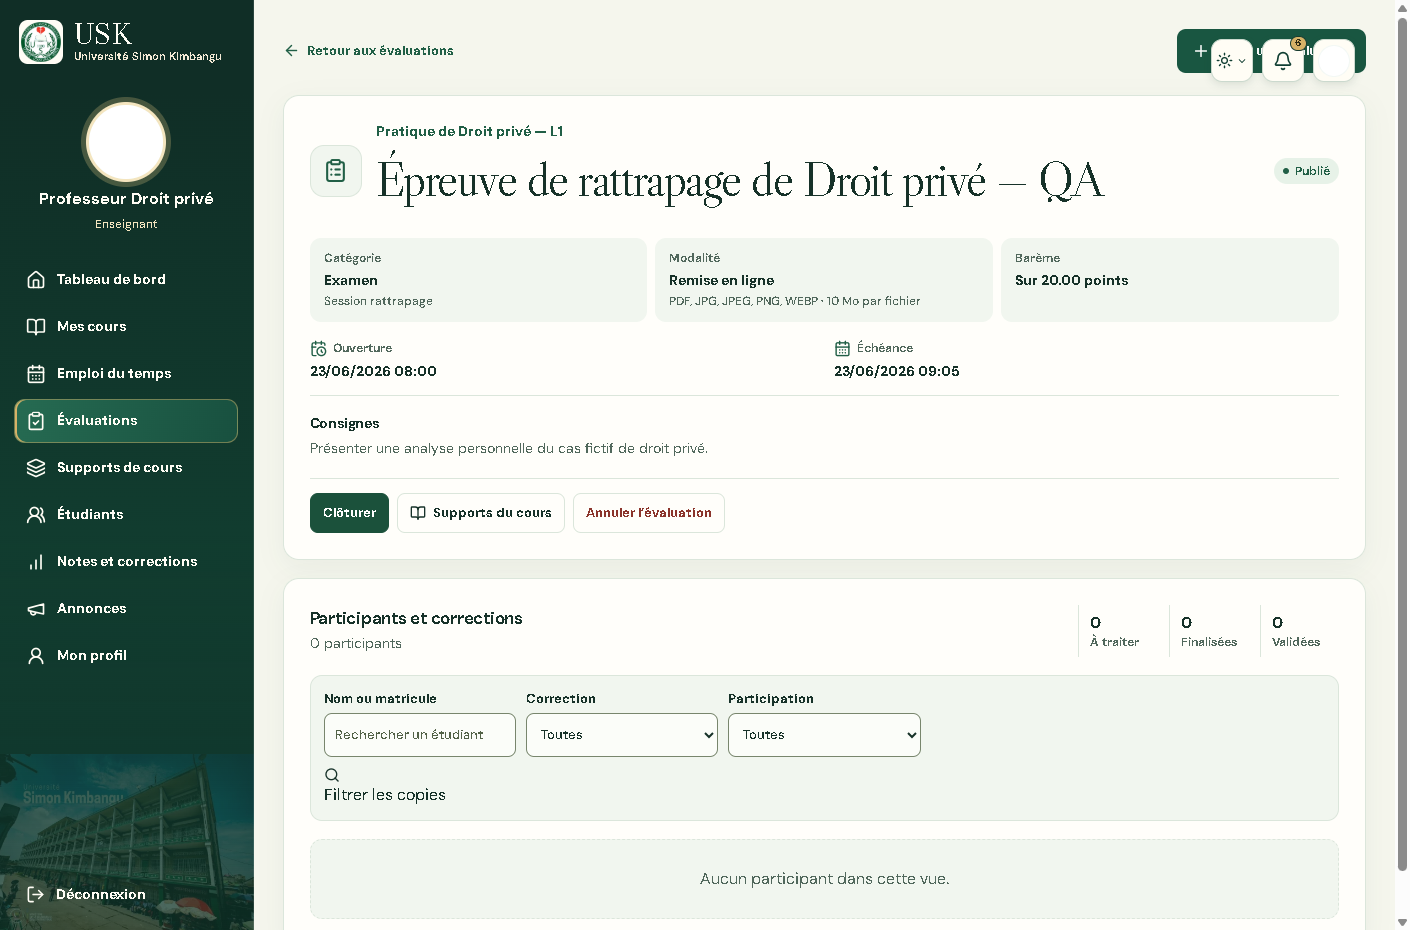 USK
Université Simon Kimbangu
Professeur Droit privé
Enseignant
Tableau de bord
Mes cours
Emploi du temps
Évaluations
Supports de cours
Étudiants
Notes et corrections
Annonces
Mon profil
Simon Kimbangu
Déconnexion
Retour aux évaluations
6
Pratique de Droit privé — L1
Épreuve de rattrapage de Droit privé — QA
Publié
Catégorie
Examen
Session rattrapage
Modalité
Remise en ligne
PDF, JPG, JPEG, PNG, WEBP · 10 Mo par fichier
Barème
Sur 20.00 points
Ouverture
23/06/2026 08:00
Échéance
23/06/2026 09:05
Consignes
Présenter une analyse personnelle du cas fictif de droit privé.
Clôturer
Supports du cours
Annuler l'évaluation
Participants et corrections
0 participants
0
À traiter
0
Finalisées
0
Validées
Nom ou matricule
Correction
Participation
Rechercher un étudiant
Toutes
Toutes
Filtrer les copies
Aucun participant dans cette vue.